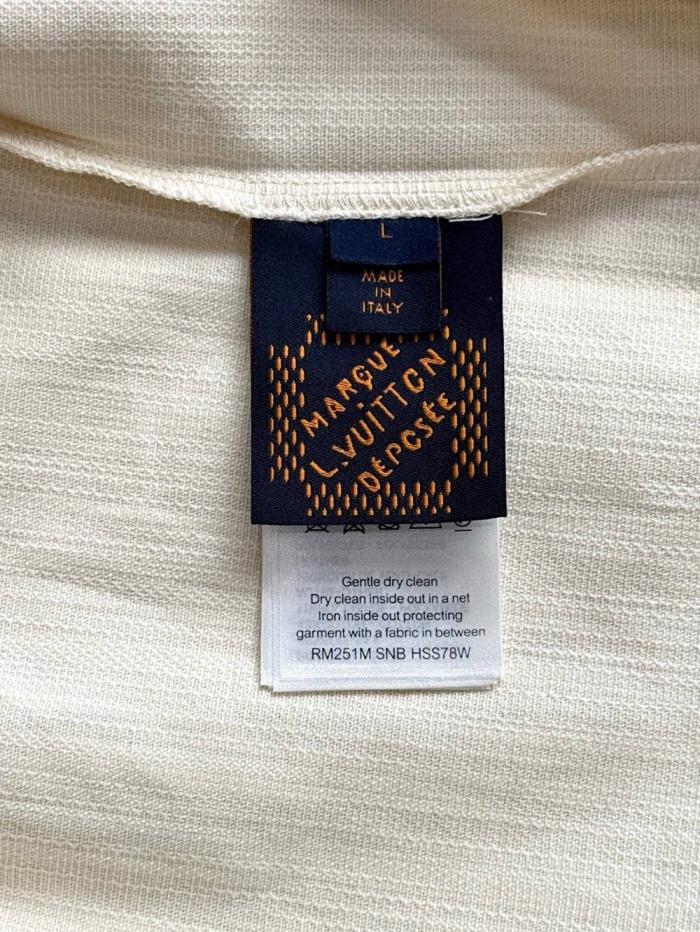 L
MADE
IN
ITALY
MARQUE
L.VUITTON
DÉPOSÉE
Gentle dry clean
Dry clean inside out in a net
Iron inside out protecting
garment with a fabric in between
RM251M SNB HSS78W